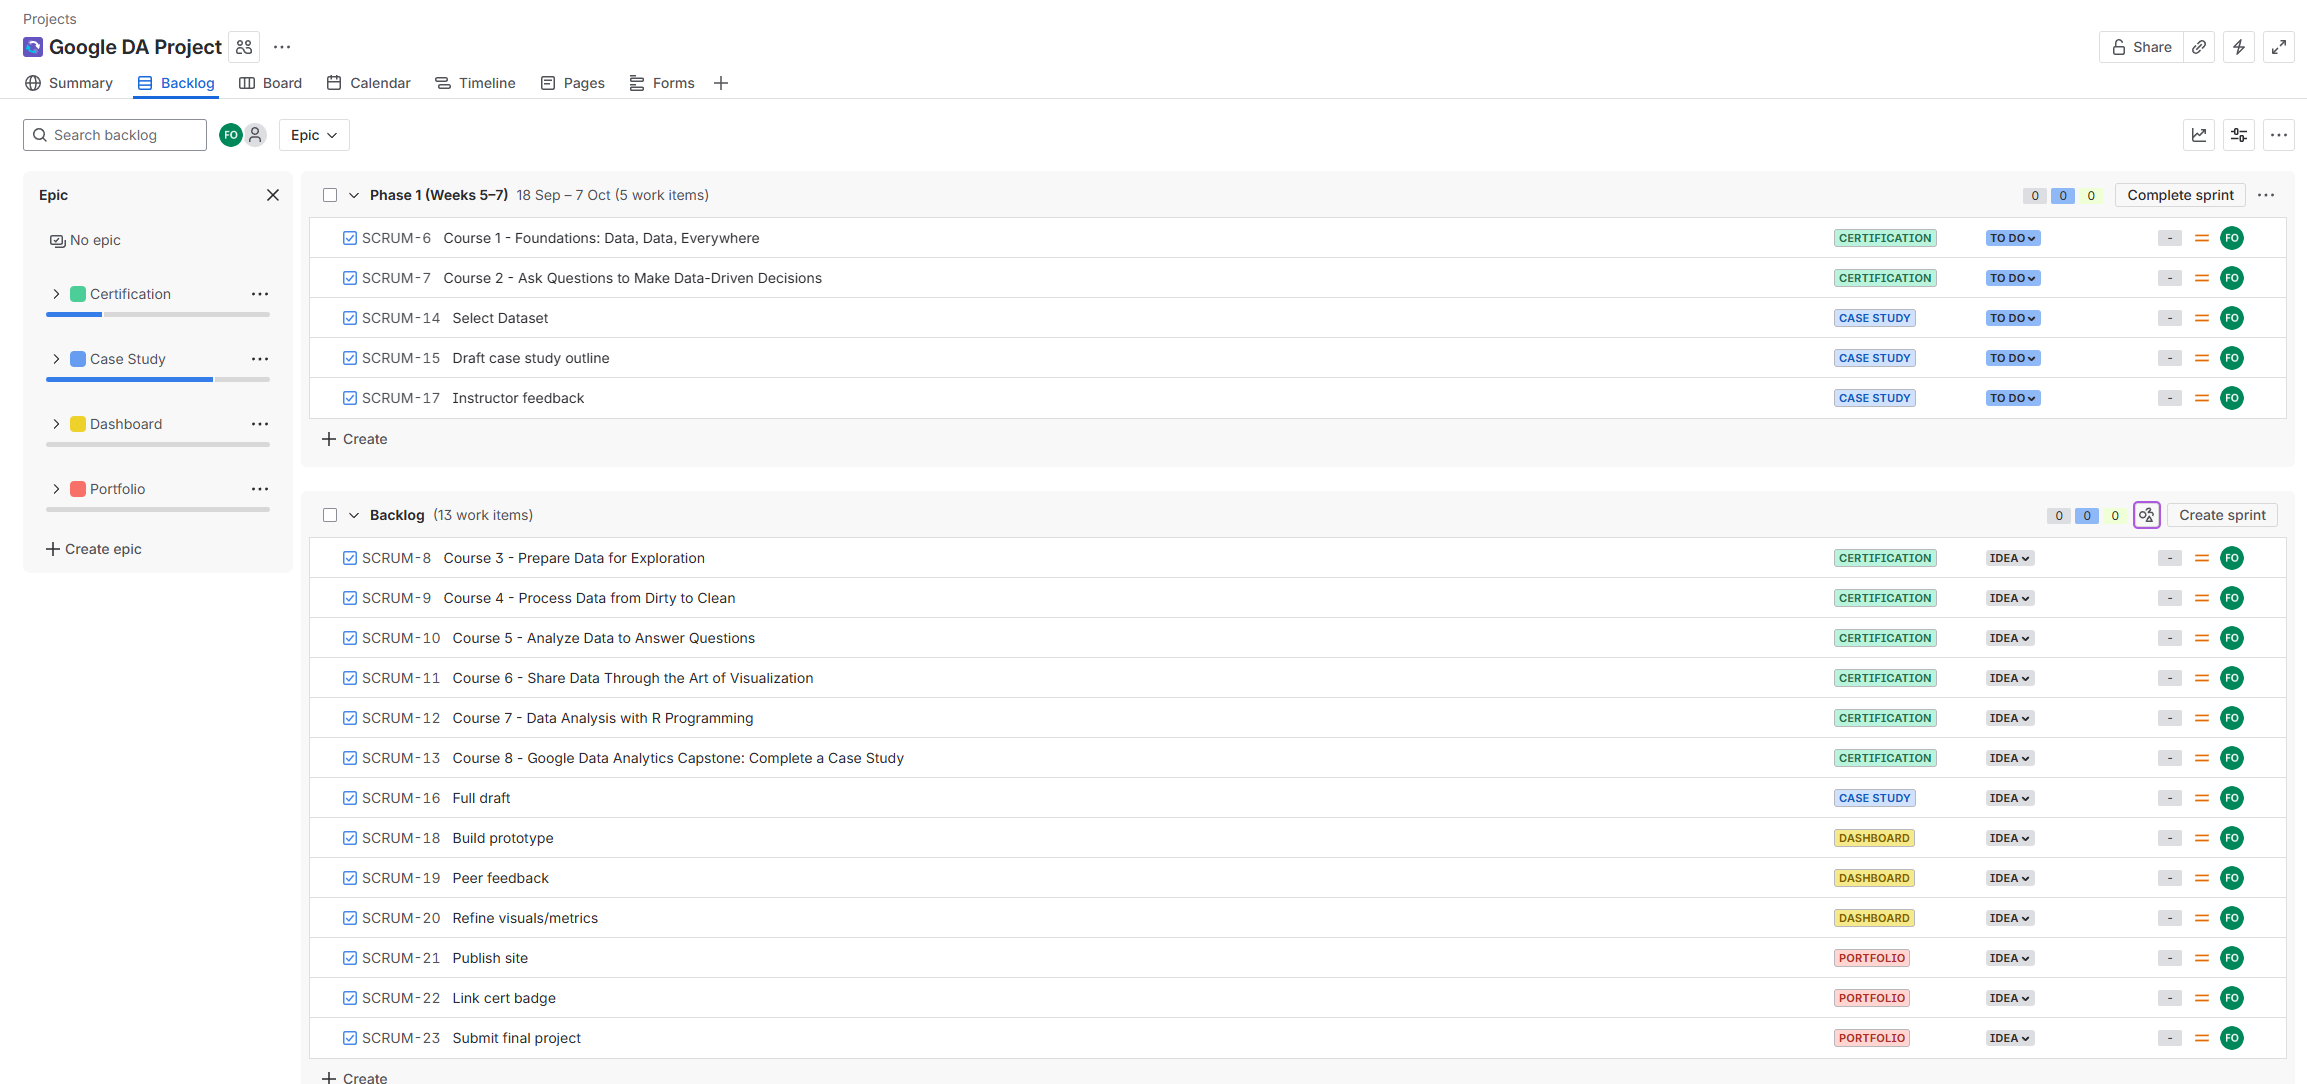 Projects
Google DA Project
Share
Summary Backlog Board Calendar Timeline Pages Forms
Search backlog FO Epic
Epic
No epic
Certification
Case Study
Dashboard
Portfolio
Create epic
Phase 1 (Weeks 5–7) 18 Sep – 7 Oct (5 work items) 0 0 0 Complete sprint
SCRUM-6 Course 1 - Foundations: Data, Data, Everywhere CERTIFICATION TO DO - FO
SCRUM-7 Course 2 - Ask Questions to Make Data-Driven Decisions CERTIFICATION TO DO - FO
SCRUM-14 Select Dataset CASE STUDY TO DO - FO
SCRUM-15 Draft case study outline CASE STUDY TO DO - FO
SCRUM-17 Instructor feedback CASE STUDY TO DO - FO
Create
Backlog (13 work items) 0 0 0 Create sprint
SCRUM-8 Course 3 - Prepare Data for Exploration CERTIFICATION IDEA - FO
SCRUM-9 Course 4 - Process Data from Dirty to Clean CERTIFICATION IDEA - FO
SCRUM-10 Course 5 - Analyze Data to Answer Questions CERTIFICATION IDEA - FO
SCRUM-11 Course 6 - Share Data Through the Art of Visualization CERTIFICATION IDEA - FO
SCRUM-12 Course 7 - Data Analysis with R Programming CERTIFICATION IDEA - FO
SCRUM-13 Course 8 - Google Data Analytics Capstone: Complete a Case Study CERTIFICATION IDEA - FO
SCRUM-16 Full draft CASE STUDY IDEA - FO
SCRUM-18 Build prototype DASHBOARD IDEA - FO
SCRUM-19 Peer feedback DASHBOARD IDEA - FO
SCRUM-20 Refine visuals/metrics DASHBOARD IDEA - FO
SCRUM-21 Publish site PORTFOLIO IDEA - FO
SCRUM-22 Link cert badge PORTFOLIO IDEA - FO
SCRUM-23 Submit final project PORTFOLIO IDEA - FO
Create